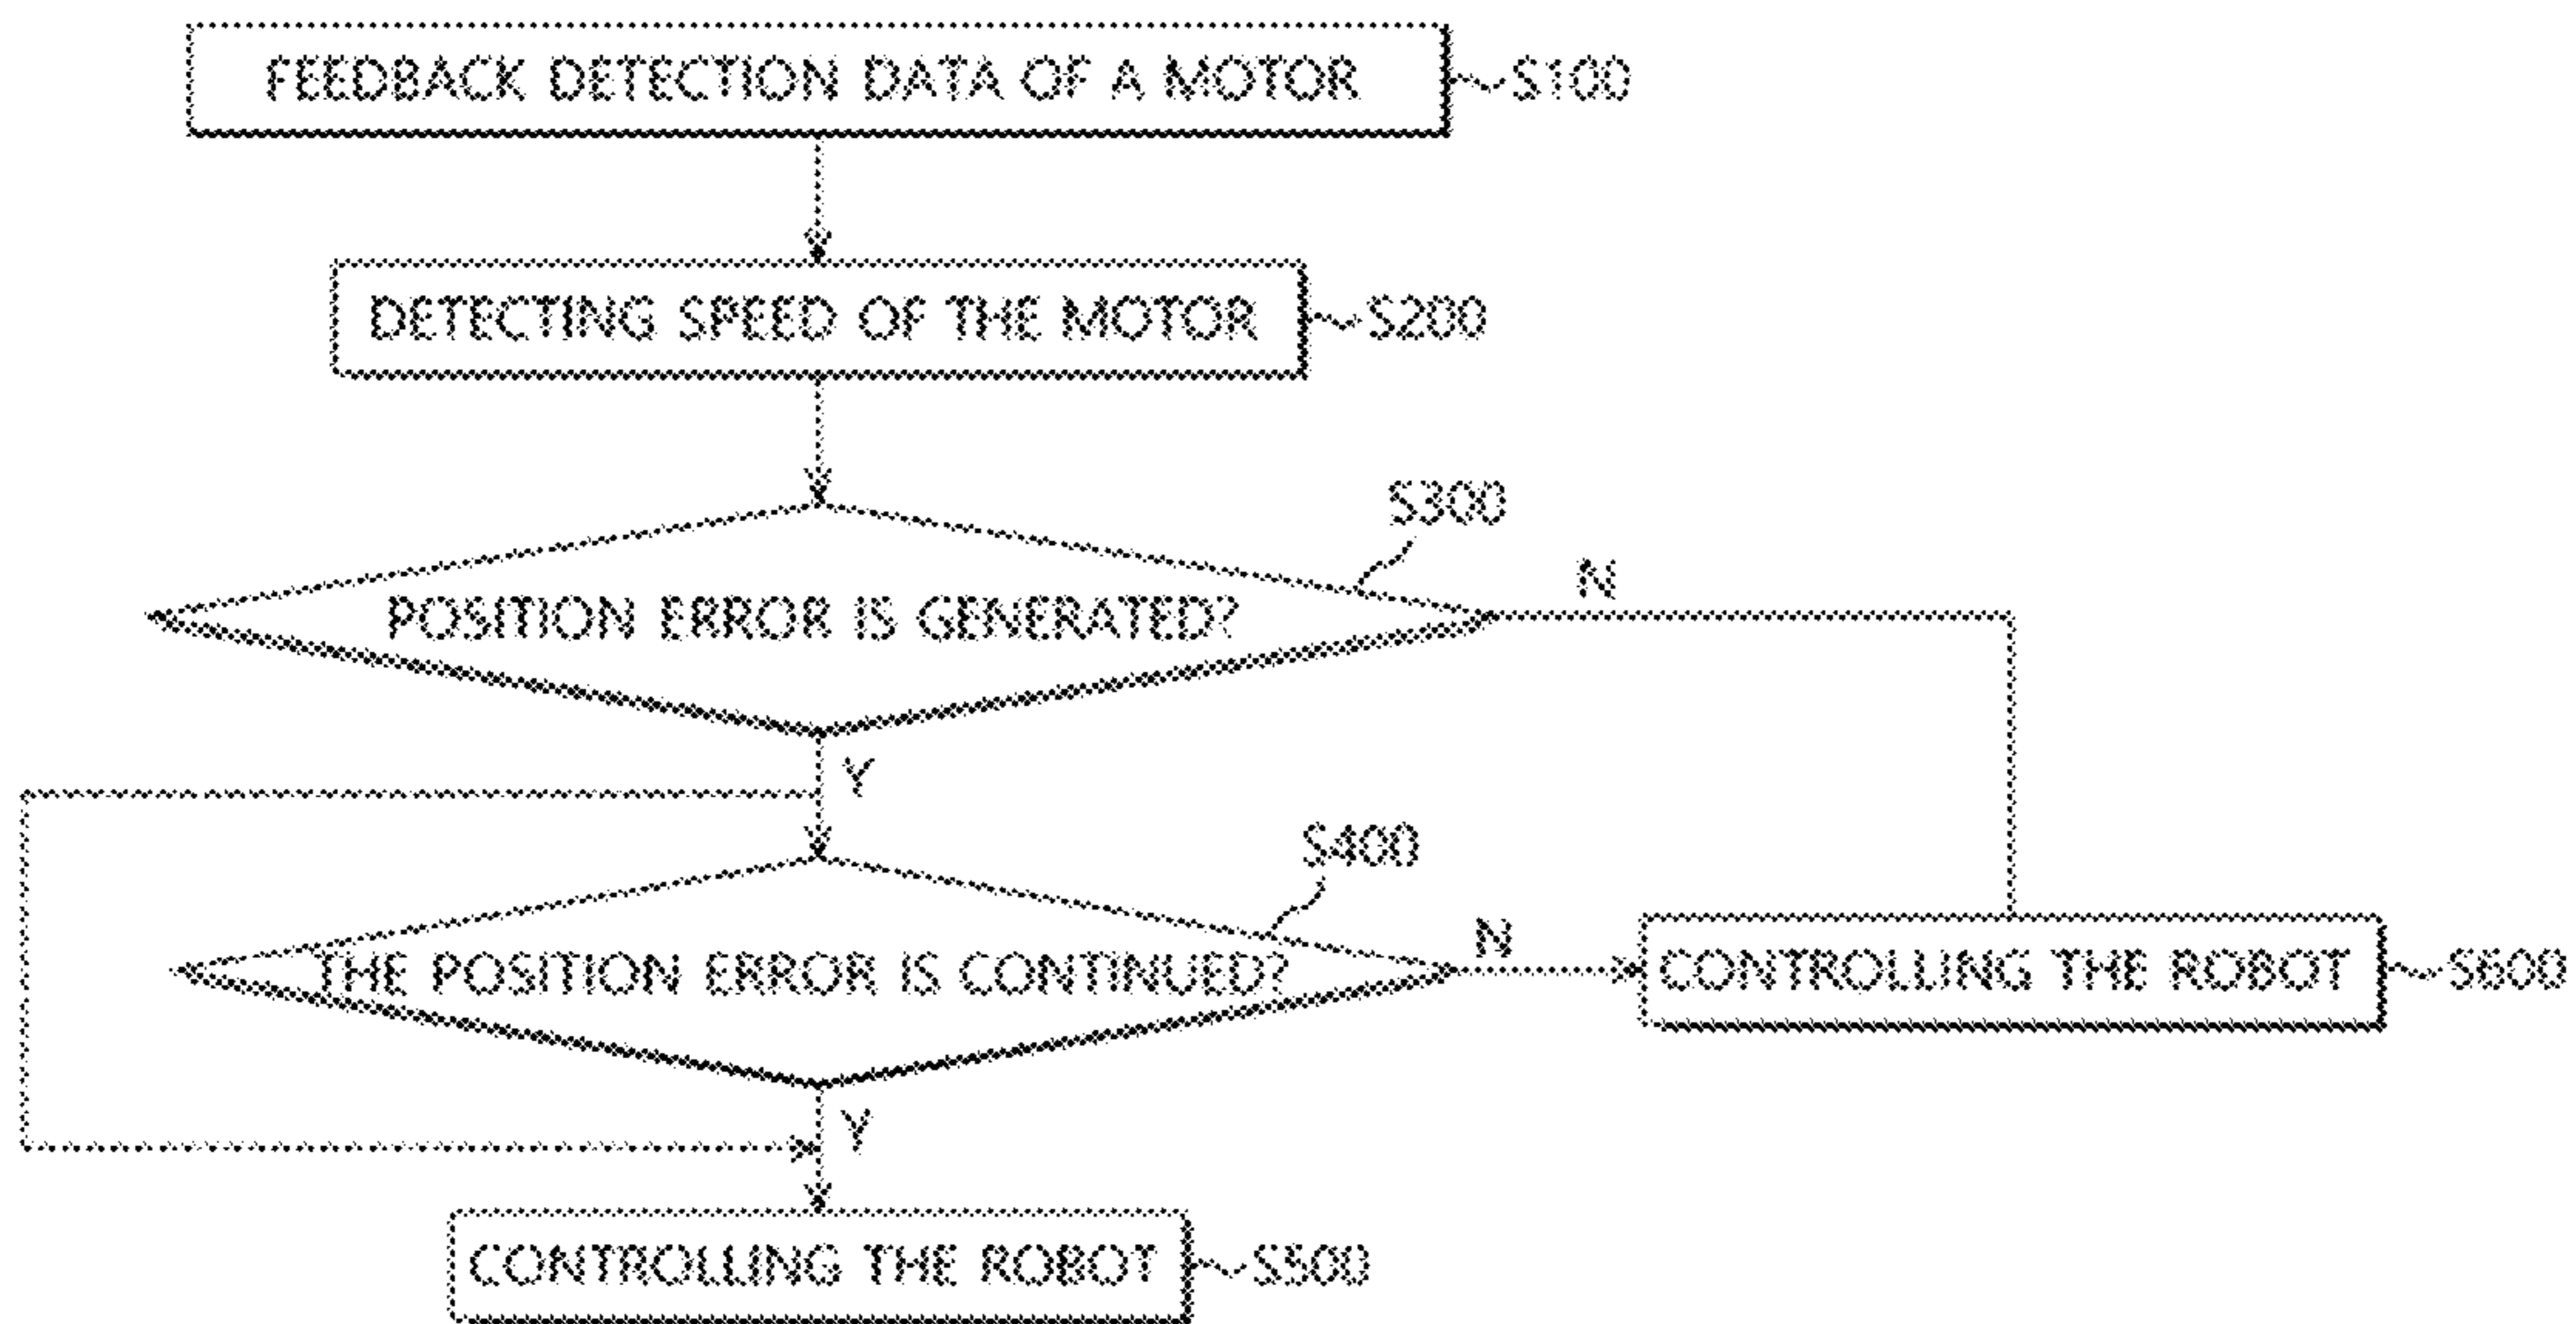 FEEDBACK DETECTION DATA OF A MOTOR S100
DETECTING SPEED OF THE MOTOR S200
S300
N
POSITION ERROR IS GENERATED?
Y
S400
N
THE POSITION ERROR IS CONTINUED?
CONTROLLING THE ROBOT S600
Y
CONTROLLING THE ROBOT S500